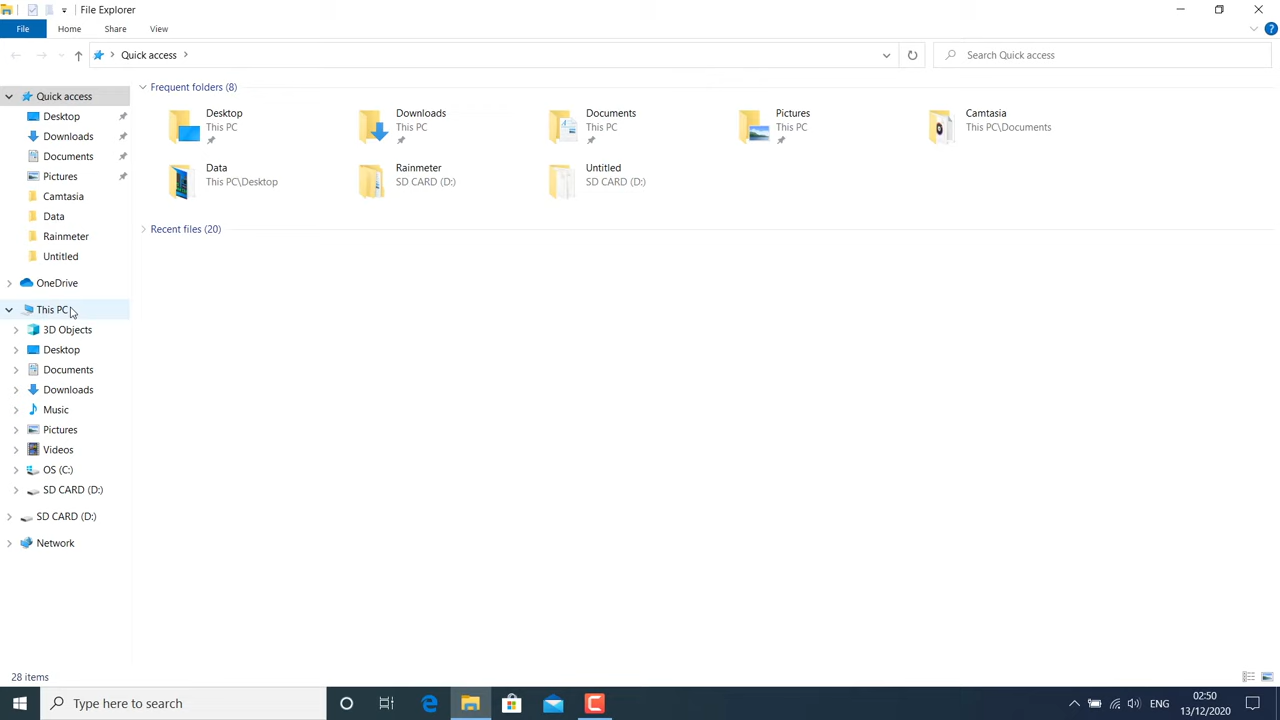 File Explorer
File
Home
Share
View
?
Quick access
Search Quick access
Quick access
Desktop
Downloads
Documents
Pictures
Camtasia
Data
Rainmeter
Untitled
OneDrive
This PC
3D Objects
Desktop
Documents
Downloads
Music
Pictures
Videos
OS (C:)
SD CARD (D:)
SD CARD (D:)
Network
Frequent folders (8)
Desktop
This PC
Downloads
This PC
Documents
This PC
Pictures
This PC
Camtasia
This PC\Documents
Data
This PC\Desktop
Rainmeter
SD CARD (D:)
Untitled
SD CARD (D:)
Recent files (20)
28 items
Type here to search
ENG
02:50
13/12/2020